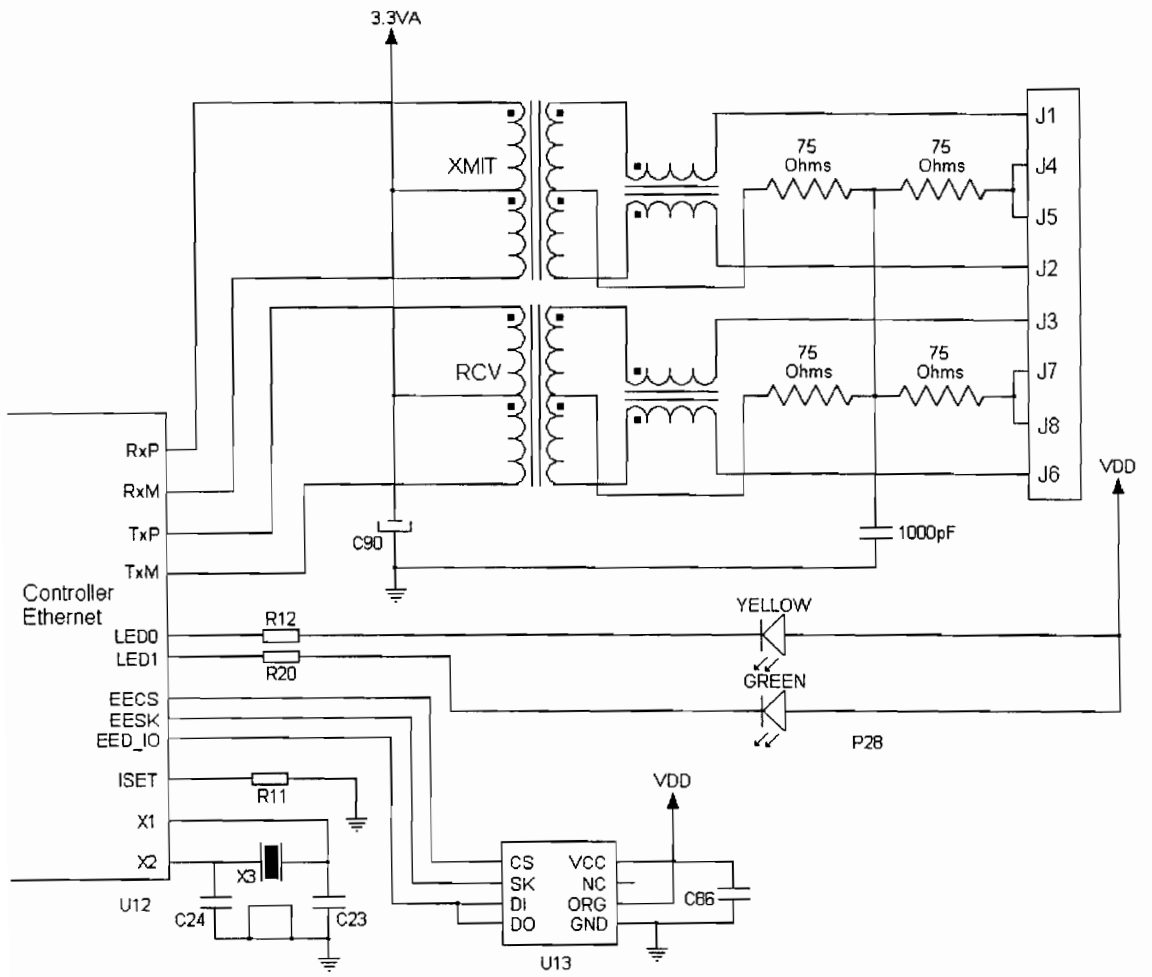 3.3VA
XMIT
75
Ohms
75
Ohms
J1
J4
J5
J2
J3
RCV
75
Ohms
75
Ohms
J7
J8
J6
VDD
RxP
RxM
TxP
TxM
C90
1000pF
Controller
Ethernet
LED0
LED1
R12
R20
YELLOW
GREEN
P28
EECS
EESK
EED_IO
ISET
R11
X1
X2
X3
U12
C24
C23
VDD
CS
SK
DI
DO
VCC
NC
ORG
GND
C86
U13